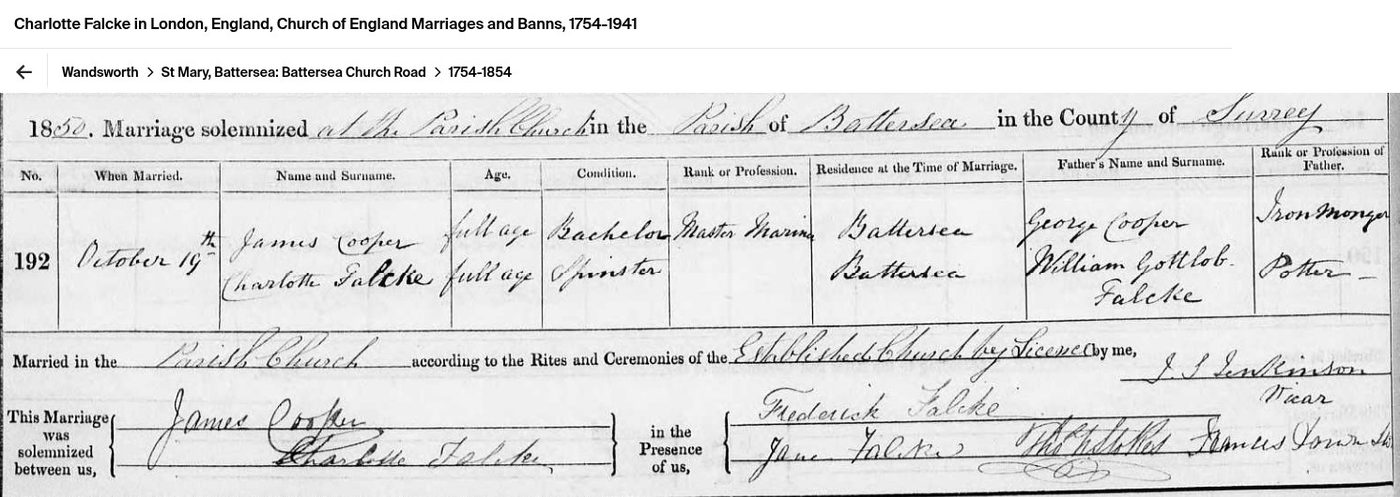 Charlotte Falcke in London, England, Church of England Marriages and Banns, 1754-1941
← Wandsworth > St Mary, Battersea: Battersea Church Road > 1754-1854
1850. Marriage solemnized at the Parish Church in the Parish of Battersea in the County of Surrey
No. When Married. Name and Surname. Age. Condition. Rank or Profession. Residence at the Time of Marriage. Father's Name and Surname. Rank or Profession of Father.
192 October 19th James Cooper full age Bachelor Master Marine Battersea George Cooper Iron Monger
Charlotte Falcke full age Spinster Battersea William Gottlob Falcke Potter
Married in the Parish Church according to the Rites and Ceremonies of the Established Church by Licence by me,
J. S. Jenkinson
Vicar
This Marriage was solemnized between us, James Cooper Charlotte Falcke in the Presence of us, Frederick Falcke
Jane Falcke Frances